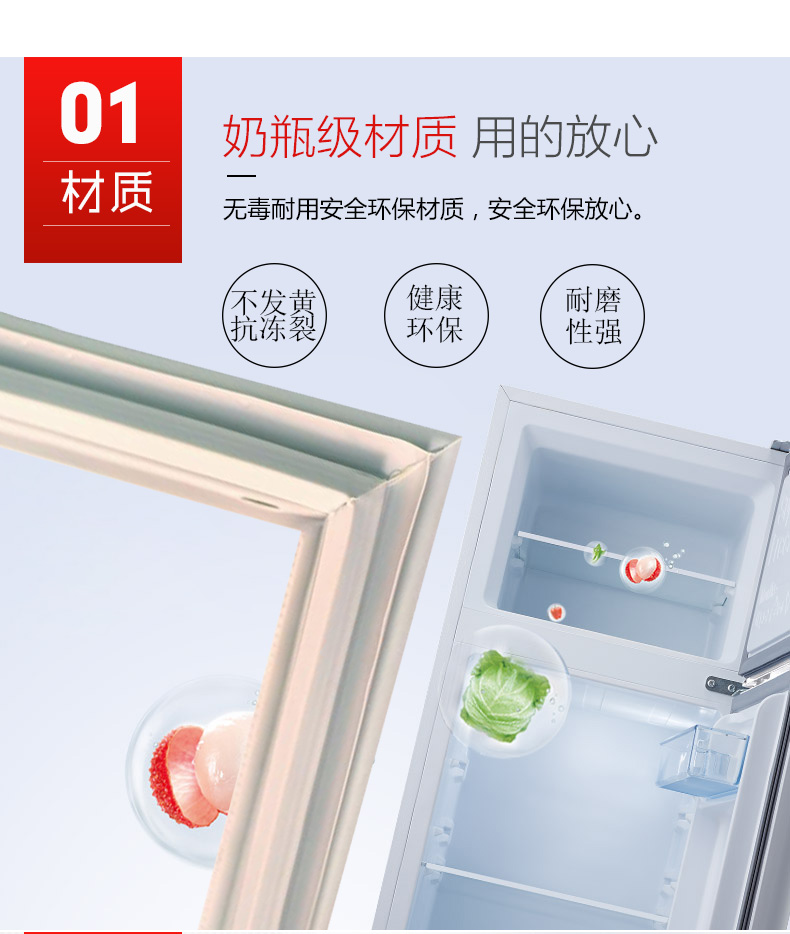 01
材质
奶瓶级材质 用的放心
无毒耐用安全环保材质，安全环保放心。
不发黄
抗冻裂
健康
环保
耐磨
性强